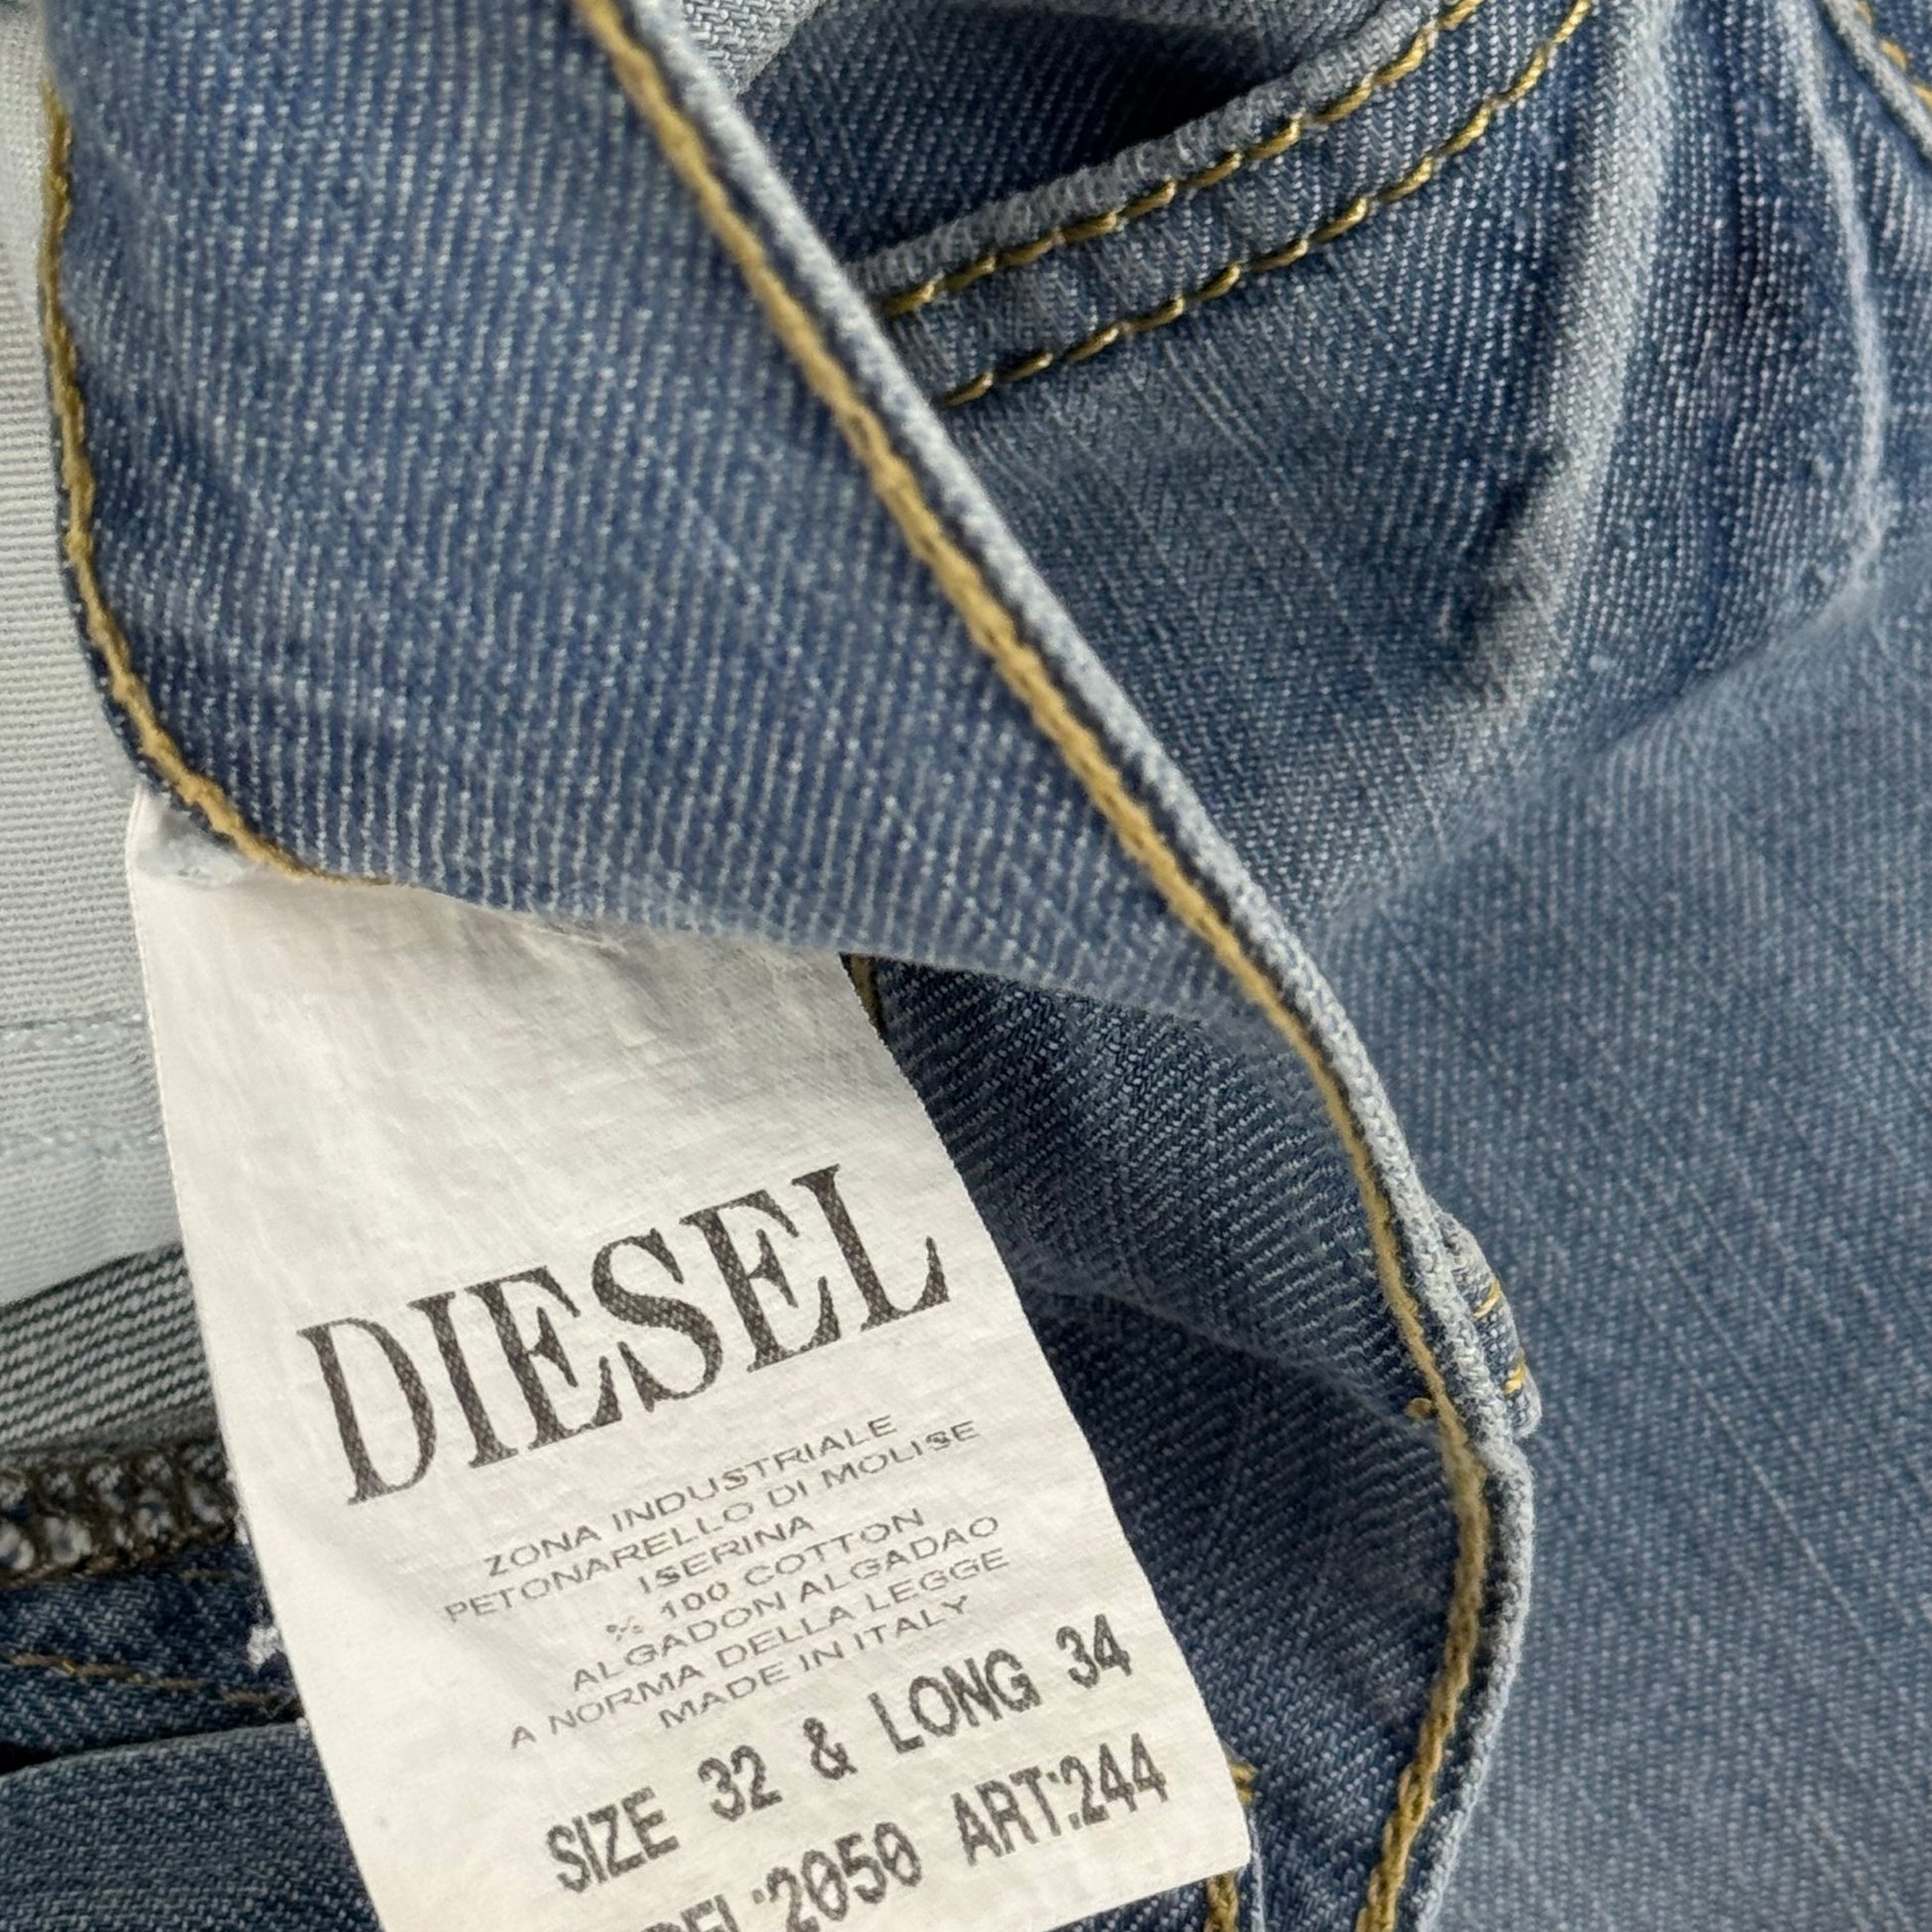 DIESEL
ZONA INDUSTRIALE
PETONARELLO DI MOLISE
ISERINA
% 100 COTTON
ALGADON ALGADAO
A NORMA DELLA LEGGE
MADE IN ITALY
SIZE 32 & LONG 34
2050 ART:244